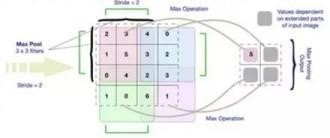 Stride = 2
Max Operation
Values dependent
on extended parts
of input image
Max Pool
3 x 3 filters
2 3 4 0
1 5 3 2
0 4 2 3
1 0 6 1
5
Max Pooling
Output
Stride = 2
Max Operation